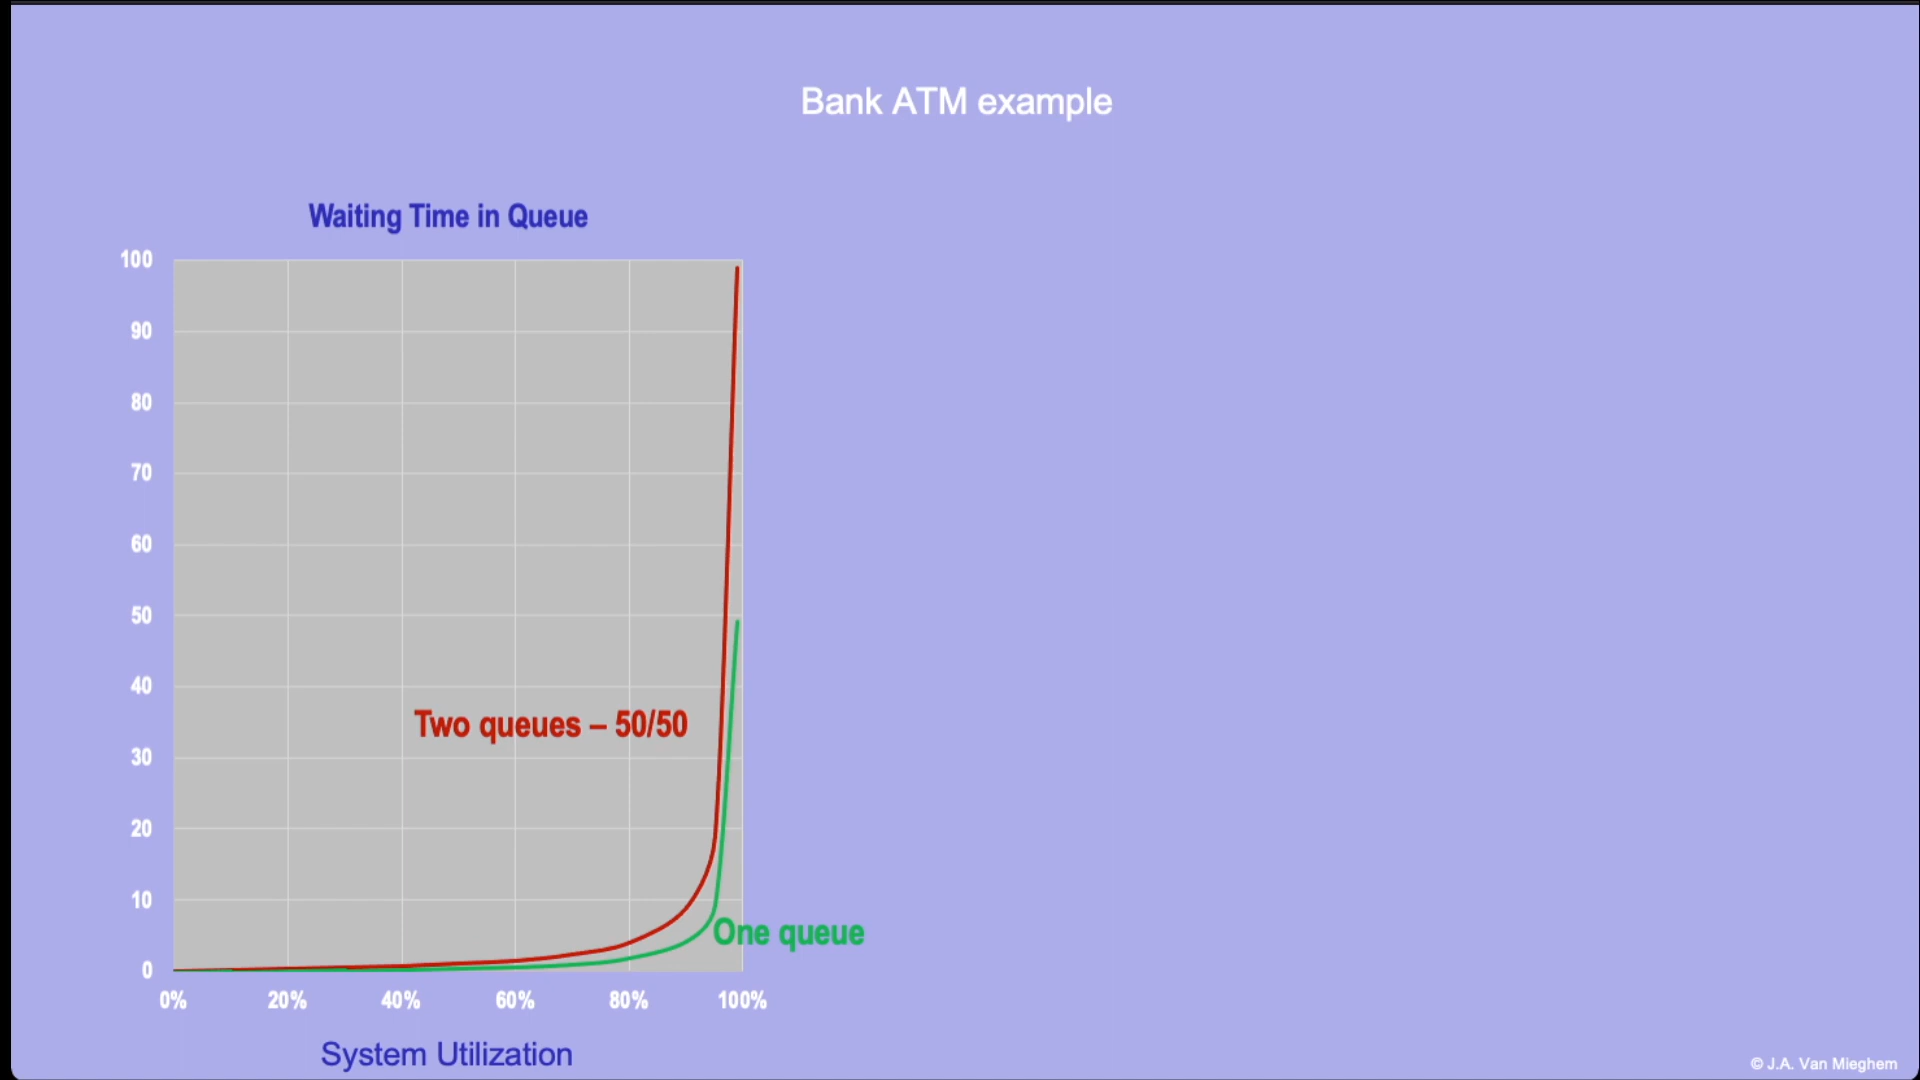 Bank ATM example
Waiting Time in Queue
100
90
80
70
60
50
40
Two queues – 50/50
30
20
10
One queue
0
0% 20% 40% 60% 80% 100%
System Utilization
© J.A. Van Mieghem